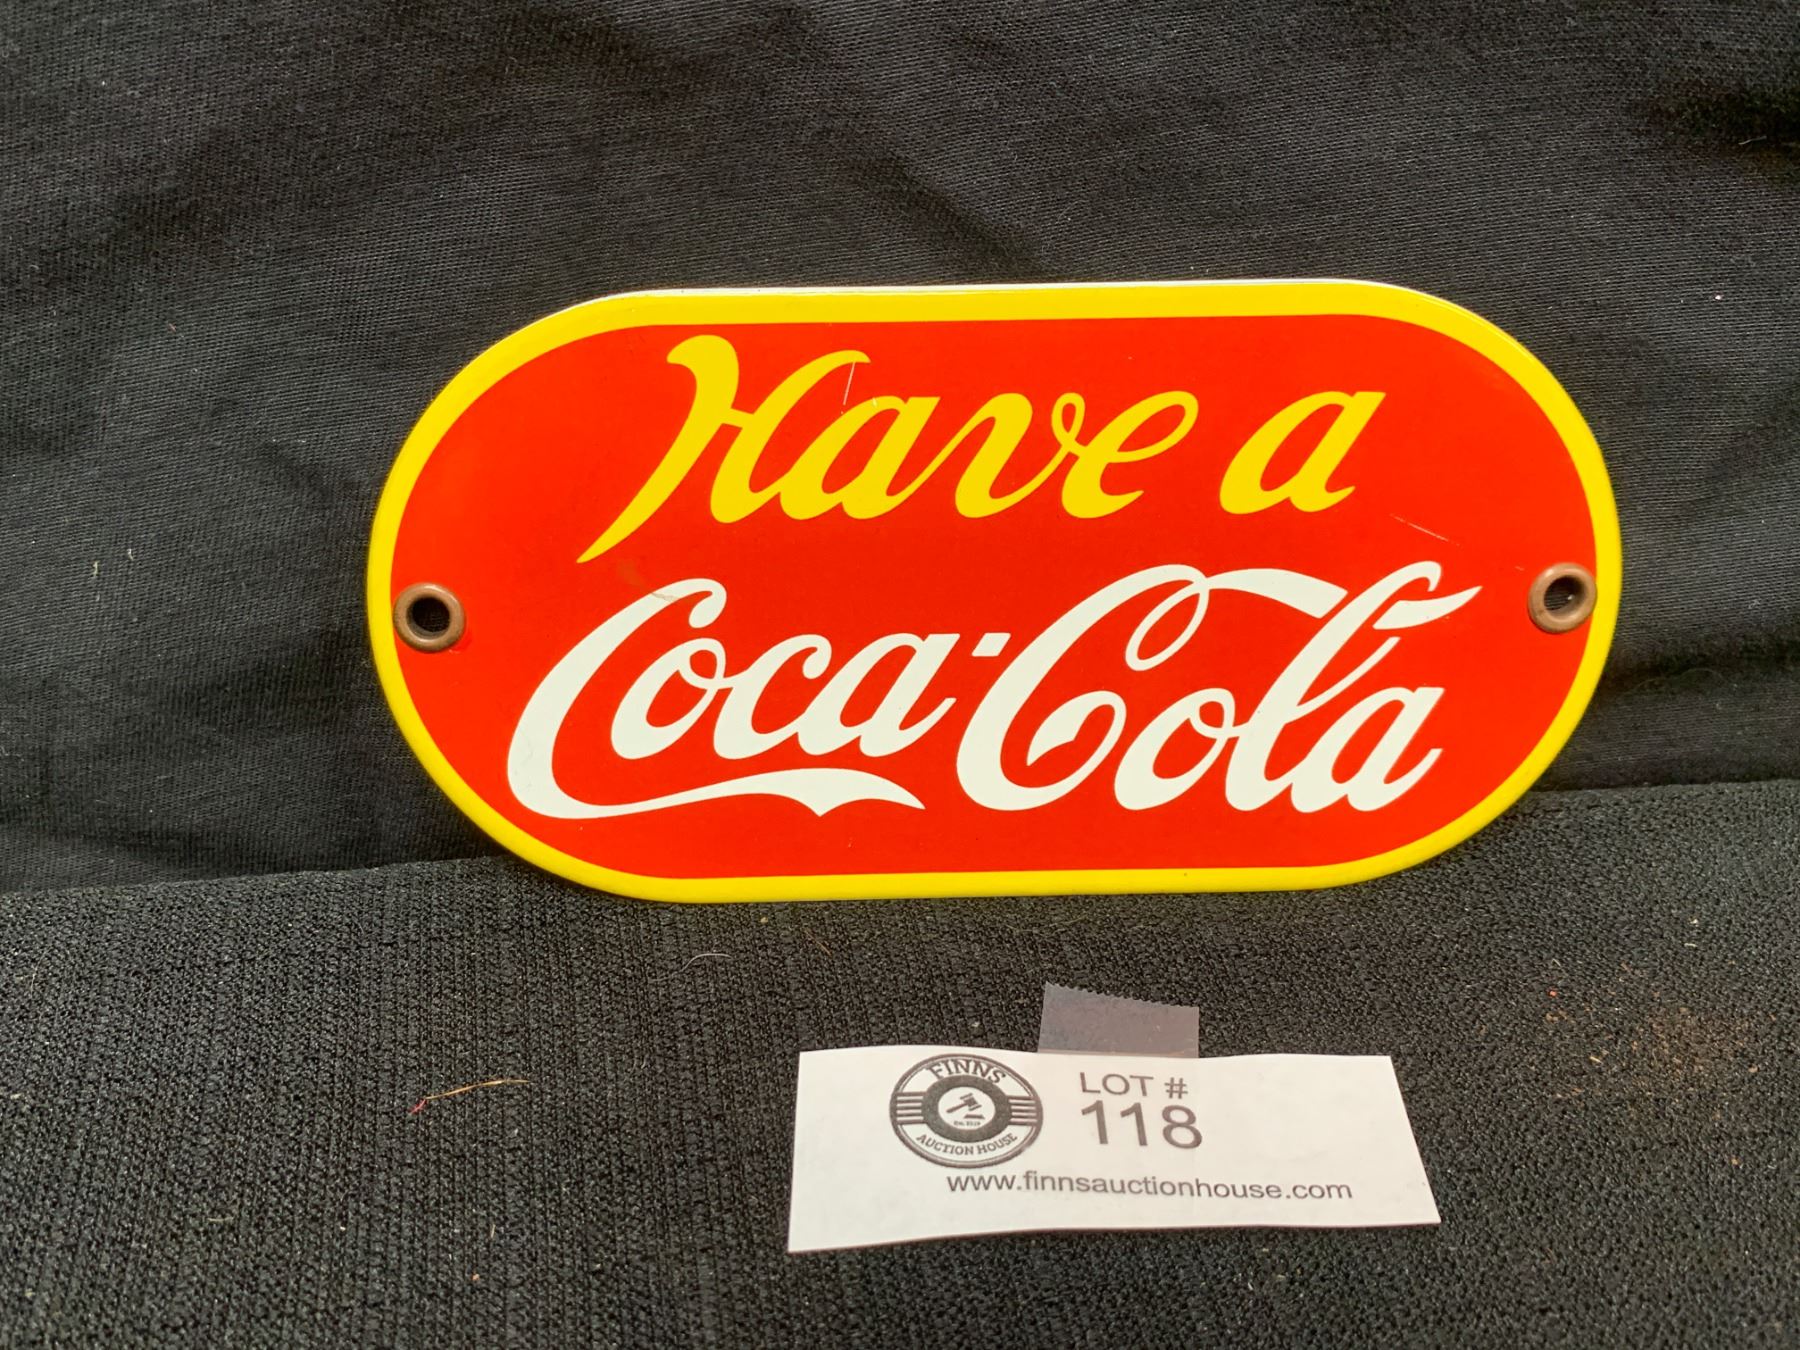 Have a
Coca-Cola
FINNS
AUCTION HOUSE
LOT #
118
www.finnsauctionhouse.com